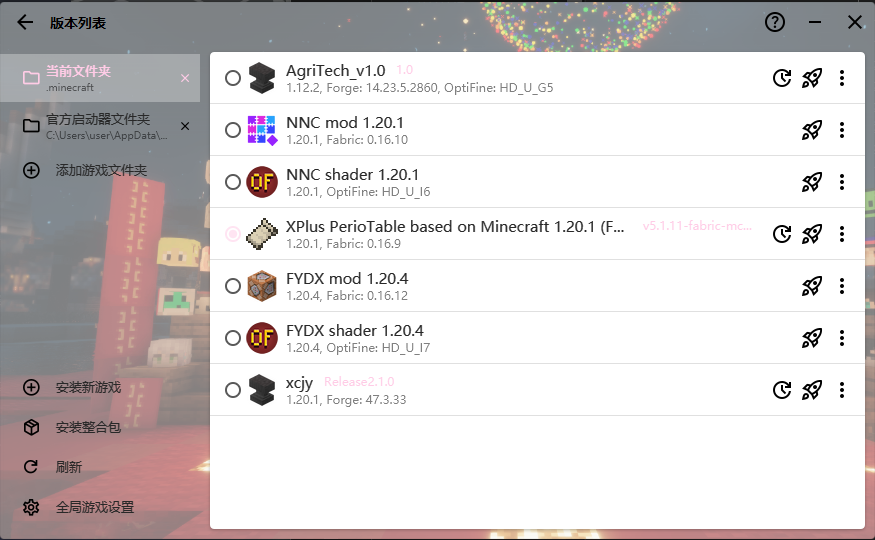 版本列表
当前文件夹
.minecraft
官方启动器文件夹
C:\Users\user\AppData\...
添加游戏文件夹
安装新游戏
安装整合包
刷新
全局游戏设置
AgriTech_v1.0 1.0
1.12.2, Forge: 14.23.5.2860, OptiFine: HD_U_G5
NNC mod 1.20.1
1.20.1, Fabric: 0.16.10
NNC shader 1.20.1
1.20.1, OptiFine: HD_U_I6
XPlus PerioTable based on Minecraft 1.20.1 (F... v5.1.11-fabric-mc...
1.20.1, Fabric: 0.16.9
FYDX mod 1.20.4
1.20.4, Fabric: 0.16.12
FYDX shader 1.20.4
1.20.4, OptiFine: HD_U_I7
xcjy Release2.1.0
1.20.1, Forge: 47.3.33